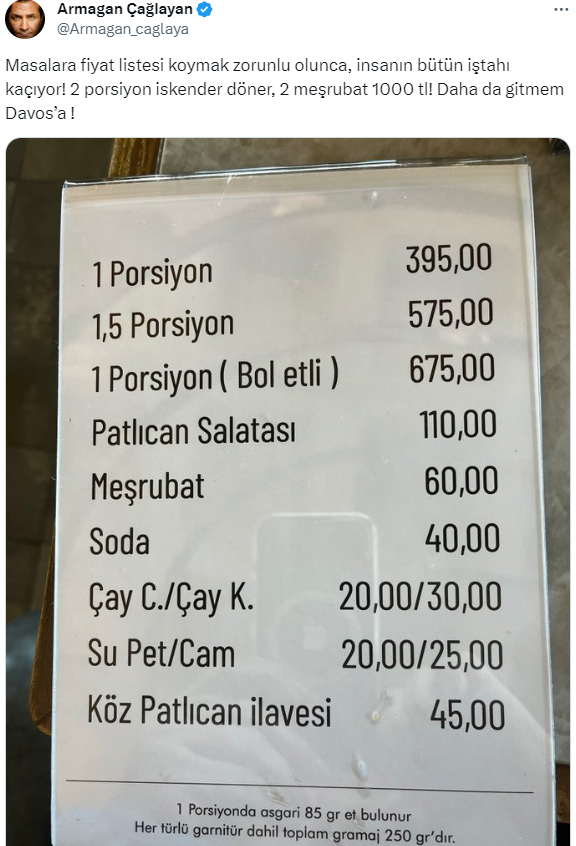 Armagan Çağlayan
@Armagan_caglaya
Masalara fiyat listesi koymak zorunlu olunca, insanın bütün iştahı
kaçıyor! 2 porsiyon iskender döner, 2 meşrubat 1000 tl! Daha da gitmem
Davos’a !
1 Porsiyon 395,00
1,5 Porsiyon 575,00
1 Porsiyon ( Bol etli ) 675,00
Patlıcan Salatası 110,00
Meşrubat 60,00
Soda 40,00
Çay C./Çay K. 20,00/30,00
Su Pet/Cam 20,00/25,00
Köz Patlıcan ilavesi 45,00
1 Porsiyonda asgari 85 gr et bulunur
Her türlü garnitür dahil toplam gramaj 250 gr’dır.